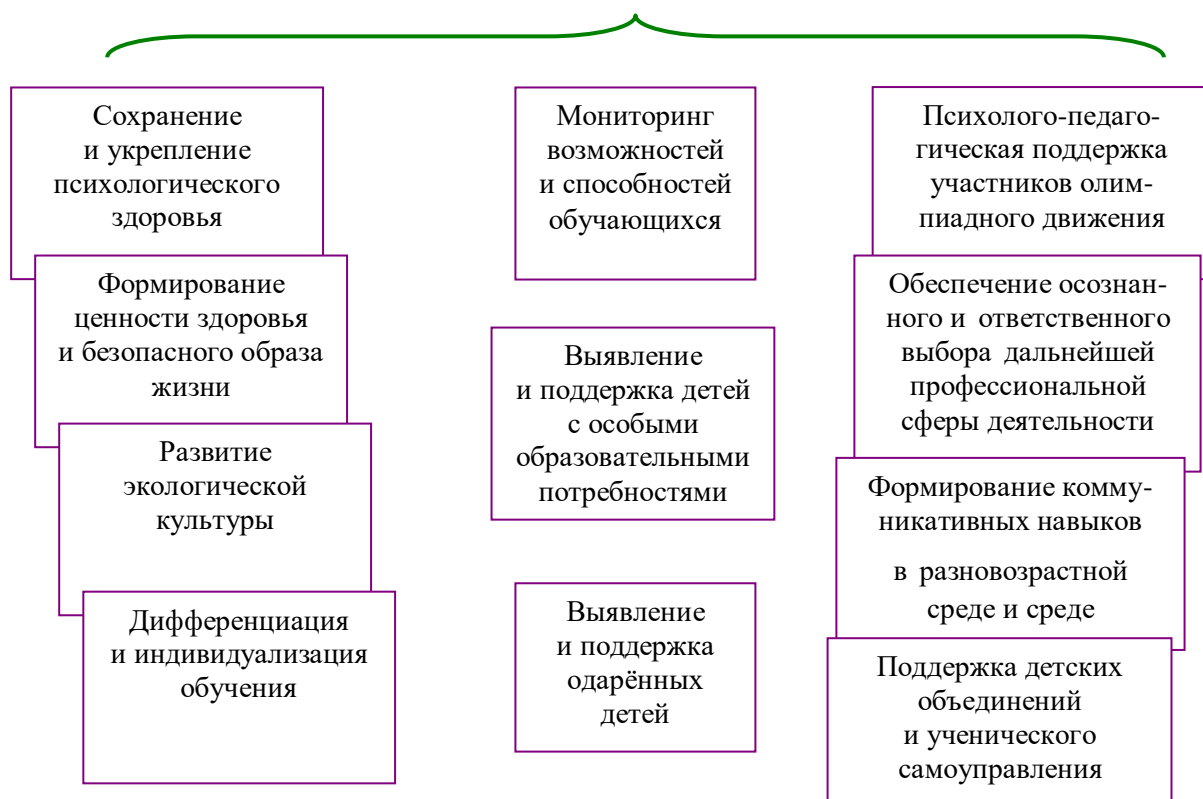 Сохранение
и укрепление
психологического
здоровья
Формирование
ценности здоровья
и безопасного образа
жизни
Развитие
экологической
культуры
Дифференциация
и индивидуализация
обучения
Мониторинг
возможностей
и способностей
обучающихся
Выявление
и поддержка детей
с особыми
образовательными
потребностями
Выявление
и поддержка
одарённых
детей
Психолого-педаго-
гическая поддержка
участников олим-
пиадного движения
Обеспечение осознан-
ного и ответственного
выбора дальнейшей
профессиональной
сферы деятельности
Формирование комму-
никативных навыков
в разновозрастной
среде и среде
Поддержка детских
объединений
и ученического
самоуправления